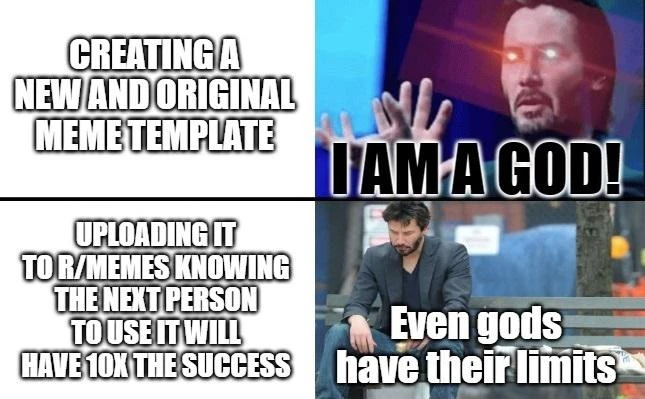 CREATING A
NEW AND ORIGINAL
MEME TEMPLATE
I AM A GOD!
UPLOADING IT
TO R/MEMES KNOWING
THE NEXT PERSON
TO USE IT WILL
HAVE 10X THE SUCCESS
Even gods
have their limits